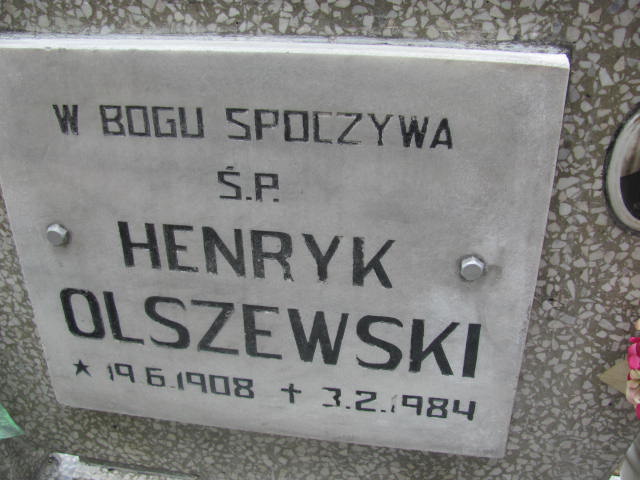 W BOGU SPOCZYWA
Ś.P.
HENRYK
OLSZEWSKI
★ 19.6.1908 ✝ 3.2.1984